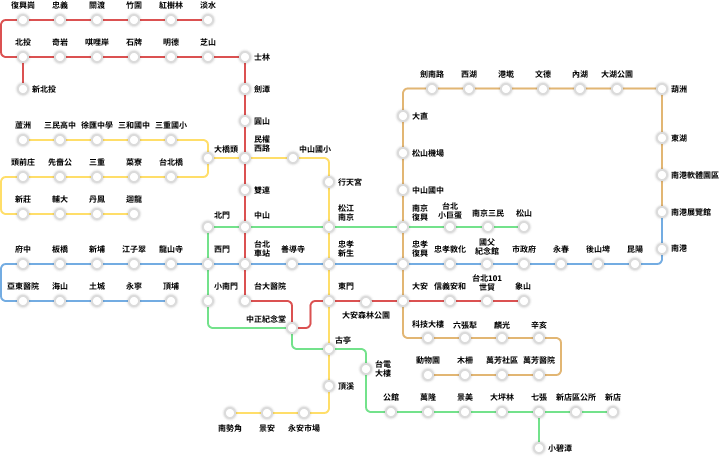 復興崗 忠義 關渡 竹圍 紅樹林 淡水
北投 奇岩 唭哩岸 石牌 明德 芝山 士林
新北投 劍潭 劍南路 西湖 港墘 文德 內湖 大湖公園 葫洲
圓山 大直
蘆洲 三民高中 徐匯中學 三和國中 三重國小
大橋頭 民權西路 中山國小 松山機場 東湖
頭前庄 先嗇公 三重 菜寮 台北橋
行天宮 南港軟體園區
雙連 中山國中
新莊 輔大 丹鳳 迴龍
北門 中山 松江南京 南京復興 台北小巨蛋 南京三民 松山 南港展覽館
府中 板橋 新埔 江子翠 龍山寺 西門 台北車站 善導寺 忠孝新生 忠孝復興 忠孝敦化 國父紀念館 市政府 永春 後山埤 昆陽 南港
亞東醫院 海山 土城 永寧 頂埔 小南門 台大醫院 東門 大安 信義安和 台北101世貿 象山
中正紀念堂 大安森林公園
科技大樓 六張犁 麟光 辛亥
古亭
台電大樓 動物園 木柵 萬芳社區 萬芳醫院
頂溪
公館 萬隆 景美 大坪林 七張 新店區公所 新店
南勢角 景安 永安市場
小碧潭